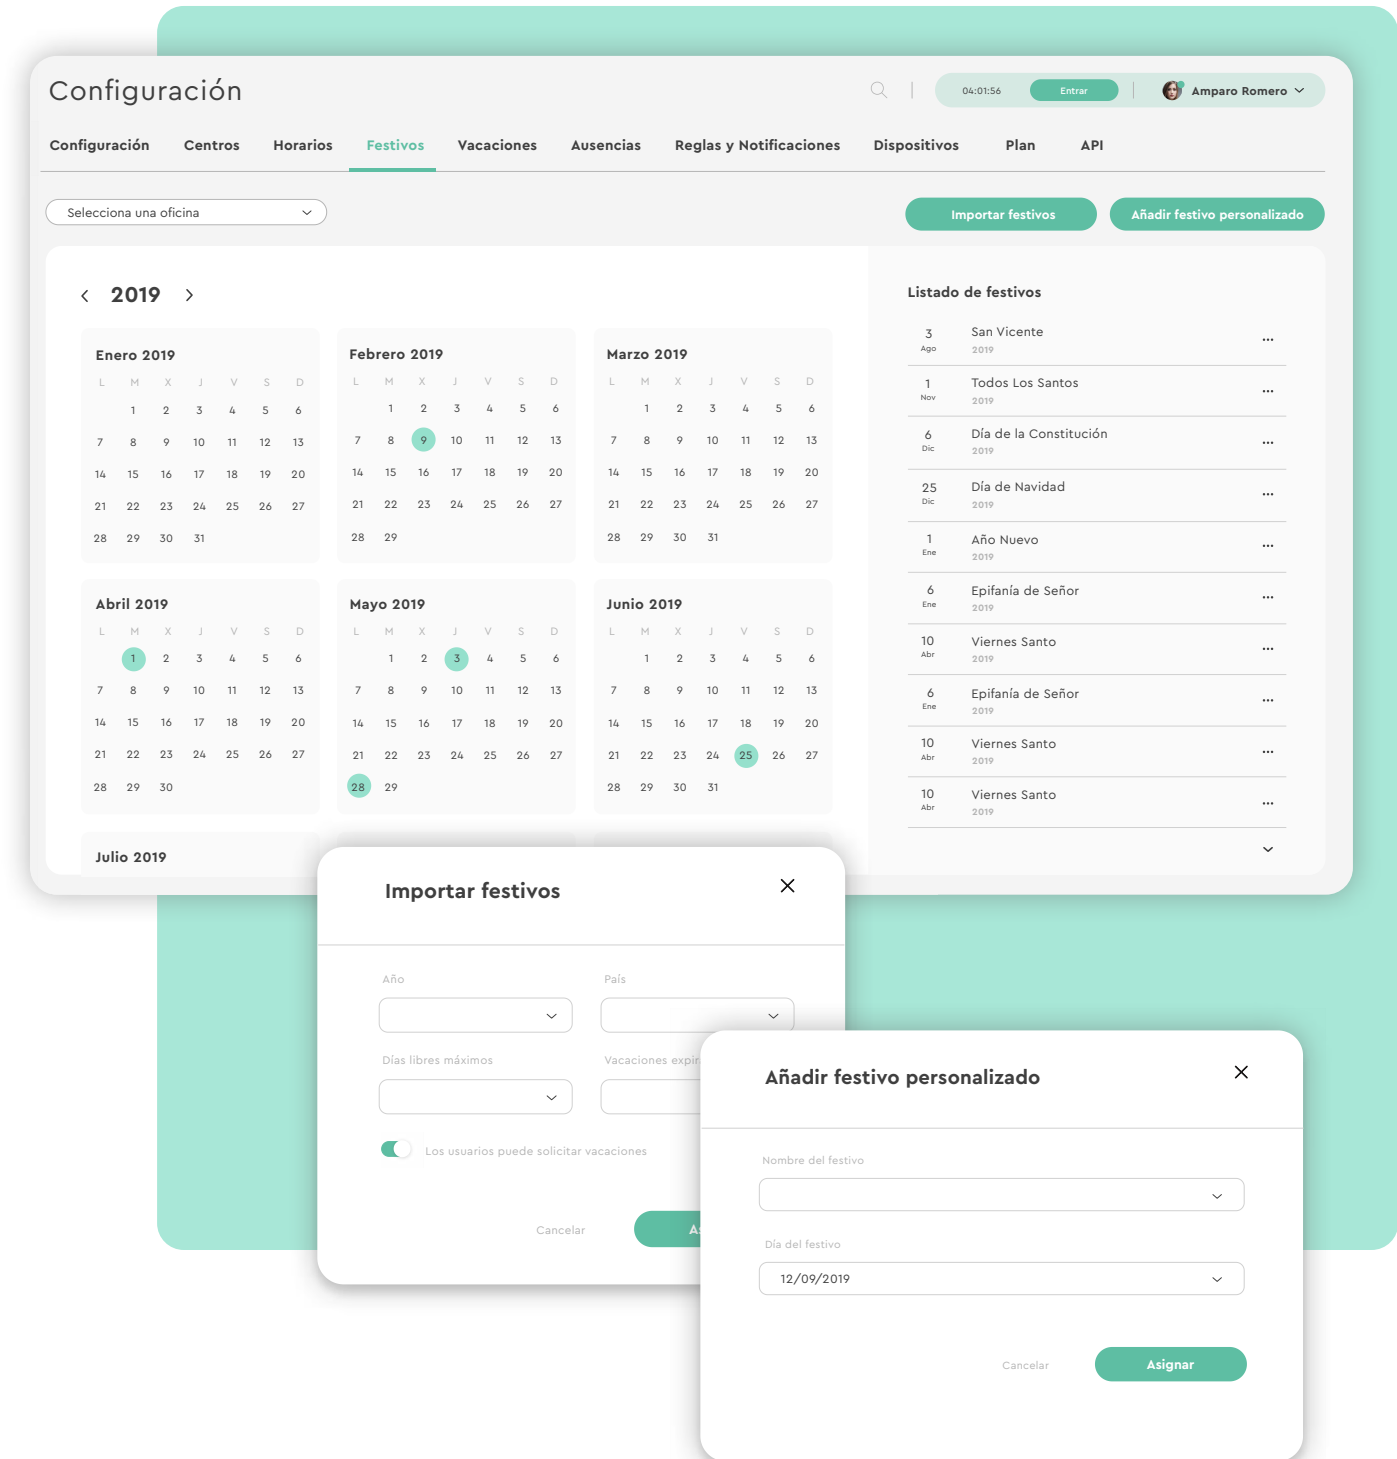 Configuración
04:01:56 Entrar Amparo Romero
Configuración Centros Horarios Festivos Vacaciones Ausencias Reglas y Notificaciones Dispositivos Plan API
Selecciona una oficina
Importar festivos Añadir festivo personalizado
2019
Enero 2019
L M X J V S D
1 2 3 4 5 6
7 8 9 10 11 12 13
14 15 16 17 18 19 20
21 22 23 24 25 26 27
28 29 30 31
Febrero 2019
L M X J V S D
1 2 3 4 5 6
7 8 9 10 11 12 13
14 15 16 17 18 19 20
21 22 23 24 25 26 27
28 29
Marzo 2019
L M X J V S D
1 2 3 4 5 6
7 8 9 10 11 12 13
14 15 16 17 18 19 20
21 22 23 24 25 26 27
28 29 30 31
Abril 2019
L M X J V S D
1 2 3 4 5 6
7 8 9 10 11 12 13
14 15 16 17 18 19 20
21 22 23 24 25 26 27
28 29 30
Mayo 2019
L M X J V S D
1 2 3 4 5 6
7 8 9 10 11 12 13
14 15 16 17 18 19 20
21 22 23 24 25 26 27
28 29
Junio 2019
L M X J V S D
1 2 3 4 5 6
7 8 9 10 11 12 13
14 15 16 17 18 19 20
21 22 23 24 25 26 27
28 29 30 31
Julio 2019
Listado de festivos
3 San Vicente
Ago 2019
1 Todos Los Santos
Nov 2019
6 Día de la Constitución
Dic 2019
25 Día de Navidad
Dic 2019
1 Año Nuevo
Ene 2019
6 Epifanía de Señor
Ene 2019
10 Viernes Santo
Abr 2019
6 Epifanía de Señor
Ene 2019
10 Viernes Santo
Abr 2019
10 Viernes Santo
Abr 2019
Importar festivos
Año País
Días libres máximos Vacaciones expir
Los usuarios puede solicitar vacaciones
Cancelar
Añadir festivo personalizado
Nombre del festivo
Día del festivo
12/09/2019
Cancelar Asignar